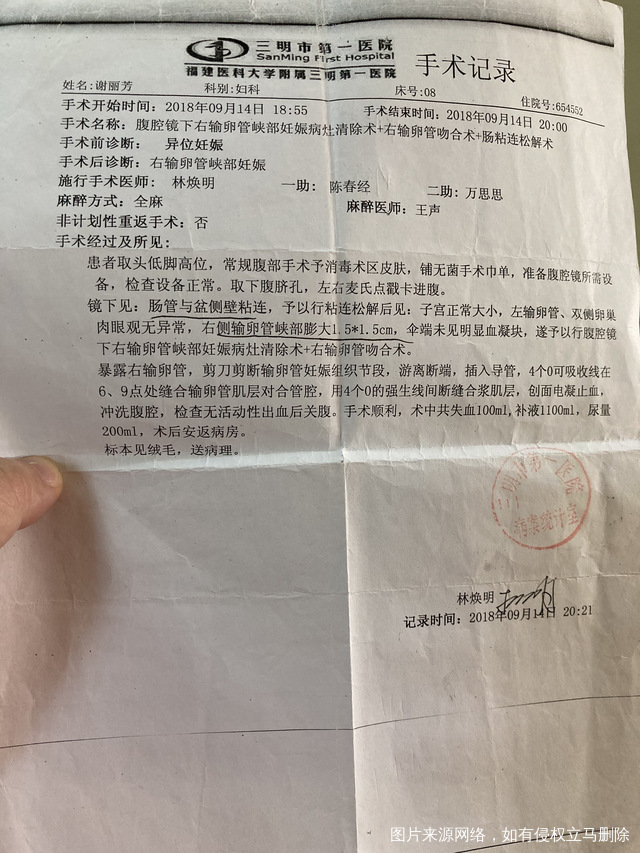 三明市第一医院
SanMing First Hospital
福建医科大学附属三明第一医院
手术记录
姓名:谢丽芳 科别:妇科 床号:08 住院号:654552
手术开始时间:2018年09月14日 18:55 手术结束时间:2018年09月14日 20:00
手术名称:腹腔镜下右输卵管峡部妊娠病灶清除术+右输卵管吻合术+肠粘连松解术
手术前诊断: 异位妊娠
手术后诊断:右输卵管峡部妊娠
施行手术医师: 林焕明 一助: 陈春经 二助:万思思
麻醉方式:全麻 麻醉医师:王声
非计划性重返手术:否
手术经过及所见:
患者取头低脚高位,常规腹部手术予消毒术区皮肤,铺无菌手术巾单,准备腹腔镜所需设
备,检查设备正常。取下腹脐孔,左右麦氏点戳卡进腹。
镜下见:肠管与盆侧壁粘连,予以行粘连松解后见:子宫正常大小,左输卵管、双侧卵巢
肉眼观无异常,右侧输卵管峡部膨大1.5*1.5cm,伞端未见明显血凝块,遂予以行腹腔镜
下右输卵管峡部妊娠病灶清除术+右输卵管吻合术。
暴露右输卵管,剪刀剪断输卵管妊娠组织节段,游离断端,插入导管,4个0可吸收线在
6、9点处缝合输卵管肌层对合管腔,用4个0的强生线间断缝合浆肌层,创面电凝止血,
冲洗腹腔,检查无活动性出血后关腹。手术顺利,术中共失血100ml,补液1100ml,尿量
200ml,术后安返病房。
标本见绒毛,送病理。
三明市第一医院
病案统计室
林焕明
记录时间:2018年09月14日 20:21
图片来源网络,如有侵权立马删除